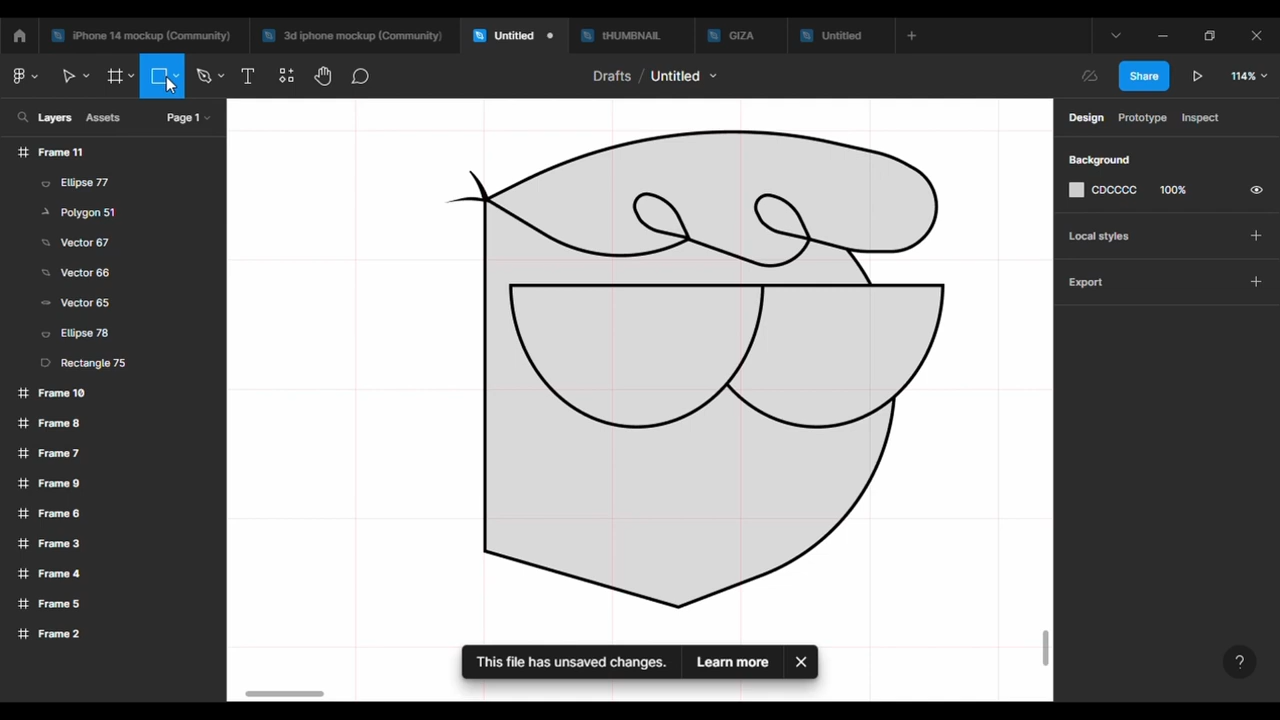 iPhone 14 mockup (Community) 3d iphone mockup (Community) Untitled tHUMBNAIL GIZA Untitled
T Drafts / Untitled Share 114%
Layers Assets Page 1 Design Prototype Inspect
Frame 11
Ellipse 77
Polygon 51
Vector 67
Vector 66
Vector 65
Ellipse 78
Rectangle 75
Frame 10
Frame 8
Frame 7
Frame 9
Frame 6
Frame 3
Frame 4
Frame 5
Frame 2
Background
CDCCCC 100%
Local styles
Export
This file has unsaved changes. Learn more
?